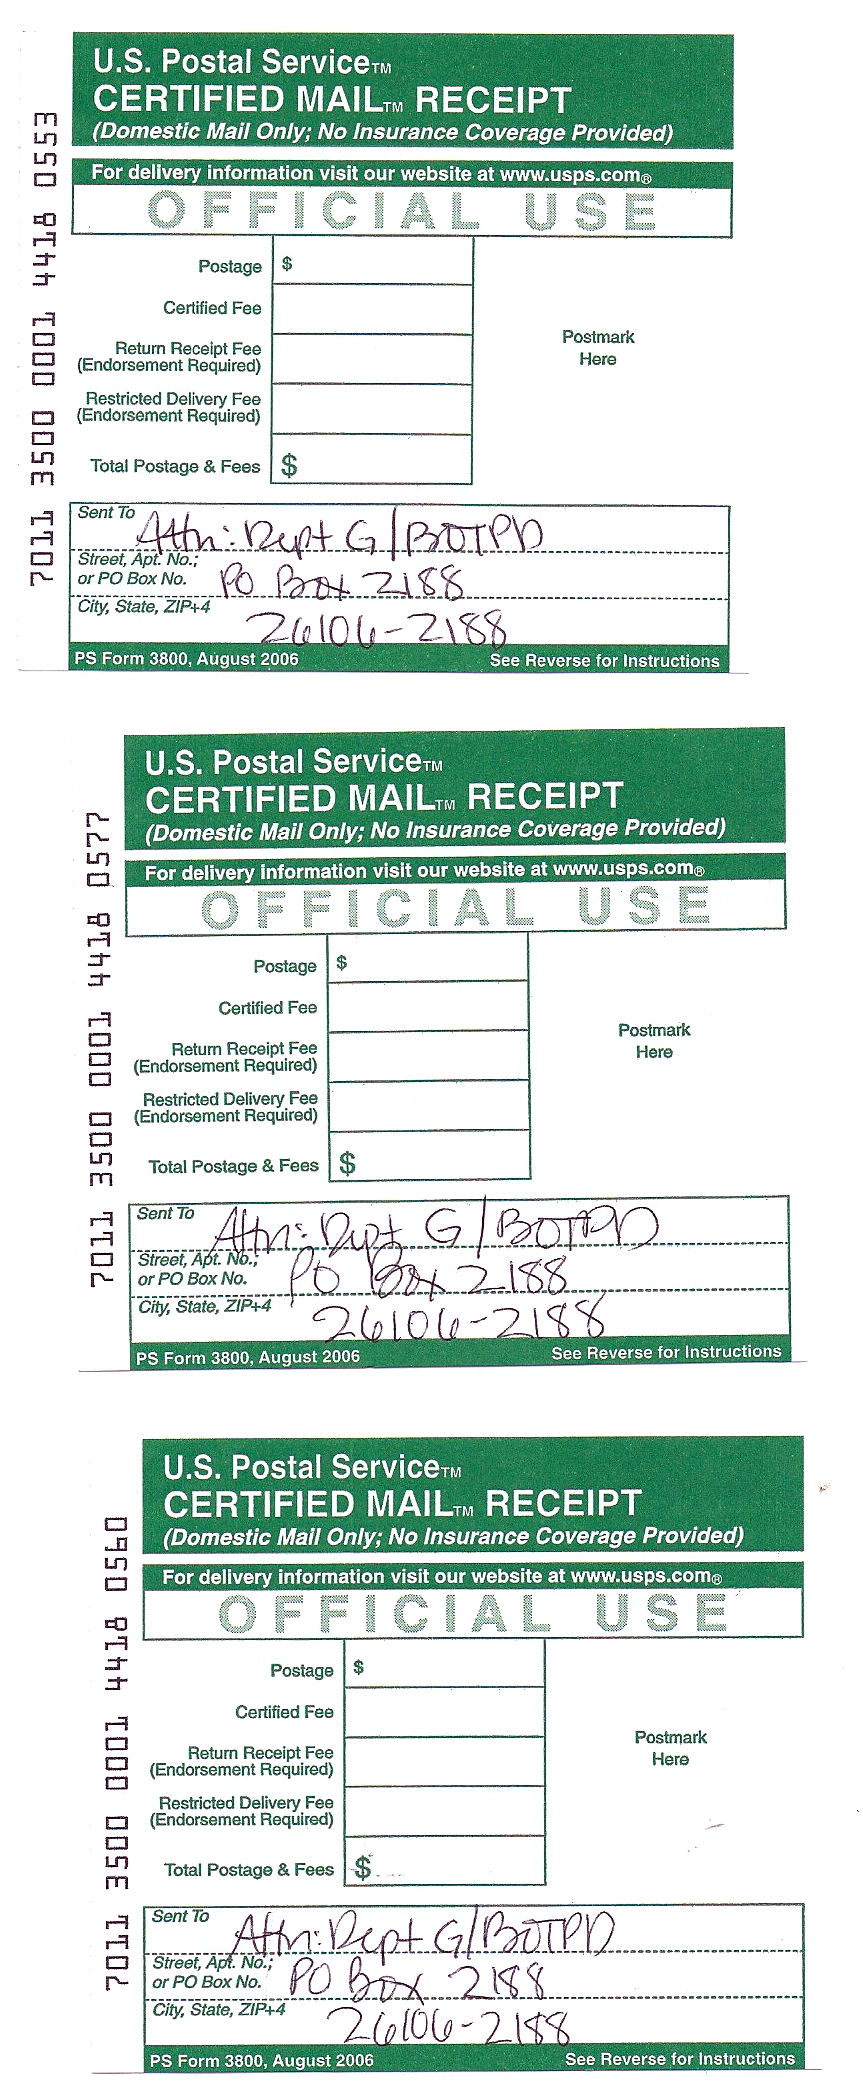 U.S. Postal Service™
CERTIFIED MAIL™ RECEIPT
(Domestic Mail Only; No Insurance Coverage Provided)
For delivery information visit our website at www.usps.com®
OFFICIAL USE
Postage $
Certified Fee
Return Receipt Fee
(Endorsement Required)
Restricted Delivery Fee
(Endorsement Required)
Total Postage & Fees $
Postmark
Here
7011 3500 0001 4418 0553
Sent To Attn: Dept G/BOTPD
Street, Apt. No.;
or PO Box No. PO Box 2188
City, State, ZIP+4 26106-2188
PS Form 3800, August 2006 See Reverse for Instructions
U.S. Postal Service™
CERTIFIED MAIL™ RECEIPT
(Domestic Mail Only; No Insurance Coverage Provided)
For delivery information visit our website at www.usps.com®
OFFICIAL USE
Postage $
Certified Fee
Return Receipt Fee
(Endorsement Required)
Restricted Delivery Fee
(Endorsement Required)
Total Postage & Fees $
Postmark
Here
7011 3500 0001 4418 0577
Sent To Attn: Dept G/BOTPD
Street, Apt. No.;
or PO Box No. PO Box 2188
City, State, ZIP+4 26106-2188
PS Form 3800, August 2006 See Reverse for Instructions
U.S. Postal Service™
CERTIFIED MAIL™ RECEIPT
(Domestic Mail Only; No Insurance Coverage Provided)
For delivery information visit our website at www.usps.com®
OFFICIAL USE
Postage $
Certified Fee
Return Receipt Fee
(Endorsement Required)
Restricted Delivery Fee
(Endorsement Required)
Total Postage & Fees $
Postmark
Here
7011 3500 0001 4418 0560
Sent To Attn: Dept G/BOTPD
Street, Apt. No.;
or PO Box No. PO Box 2188
City, State, ZIP+4 26106-2188
PS Form 3800, August 2006 See Reverse for Instructions